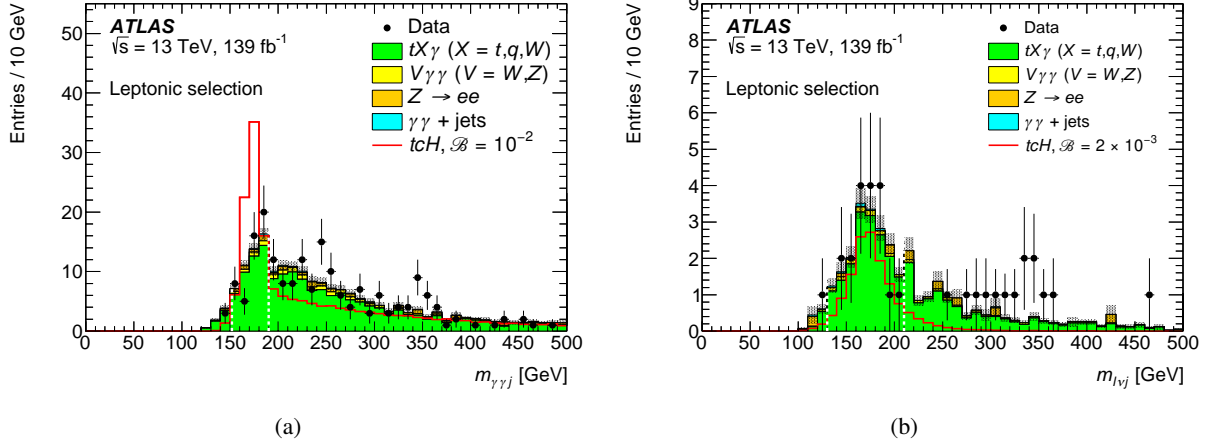 ATLAS
√s = 13 TeV, 139 fb⁻¹
Leptonic selection
Data
tXγ (X = t,q,W)
Vγγ (V = W,Z)
Z → ee
γγ + jets
tcH, ℬ = 10⁻²
Entries / 10 GeV
50
40
30
20
10
0
0 50 100 150 200 250 300 350 400 450 500
m_γγj [GeV]
(a)
ATLAS
√s = 13 TeV, 139 fb⁻¹
Leptonic selection
Data
tXγ (X = t,q,W)
Vγγ (V = W,Z)
Z → ee
γγ + jets
tcH, ℬ = 2 × 10⁻³
Entries / 10 GeV
9
8
7
6
5
4
3
2
1
0
0 50 100 150 200 250 300 350 400 450 500
m_lνj [GeV]
(b)